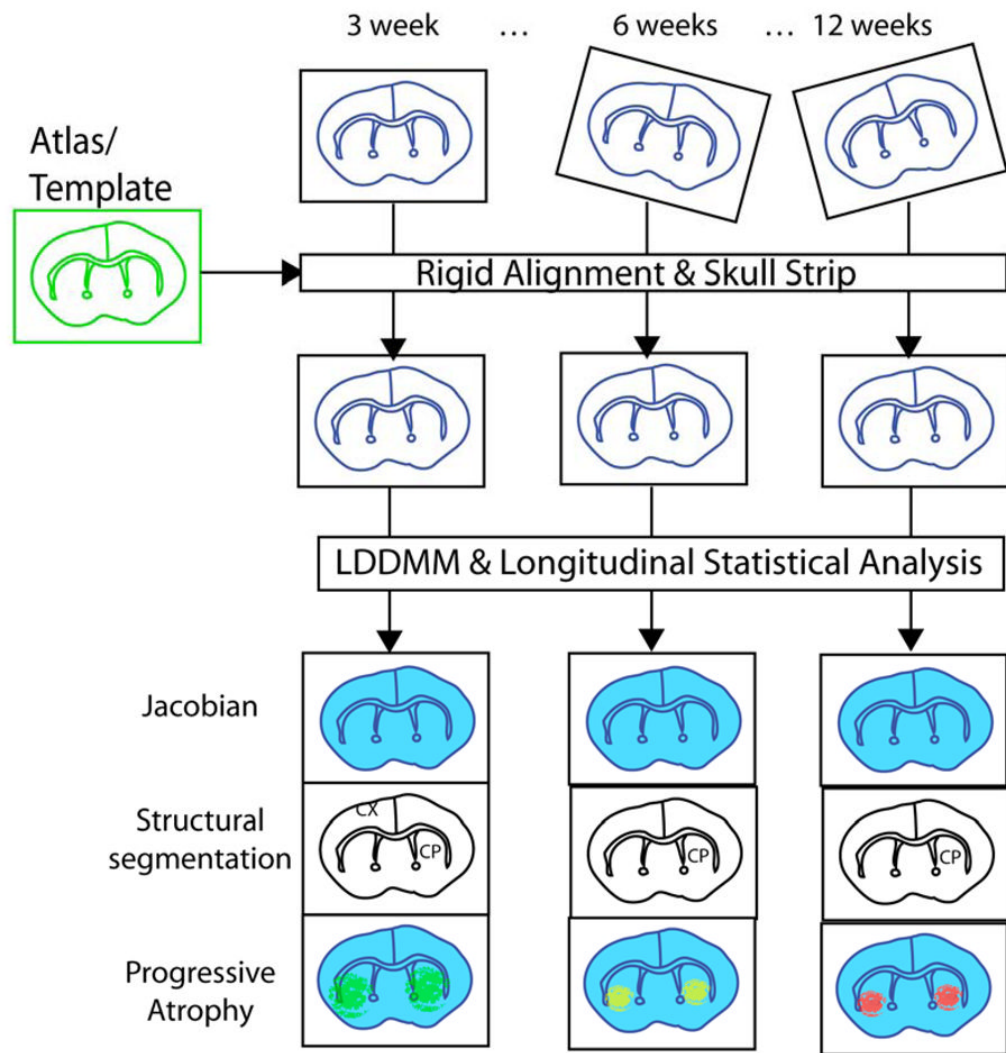 3 week ... 6 weeks ... 12 weeks
Atlas/
Template
Rigid Alignment & Skull Strip
LDDMM & Longitudinal Statistical Analysis
Jacobian
Structural
segmentation
CX
CP
CP
CP
Progressive
Atrophy